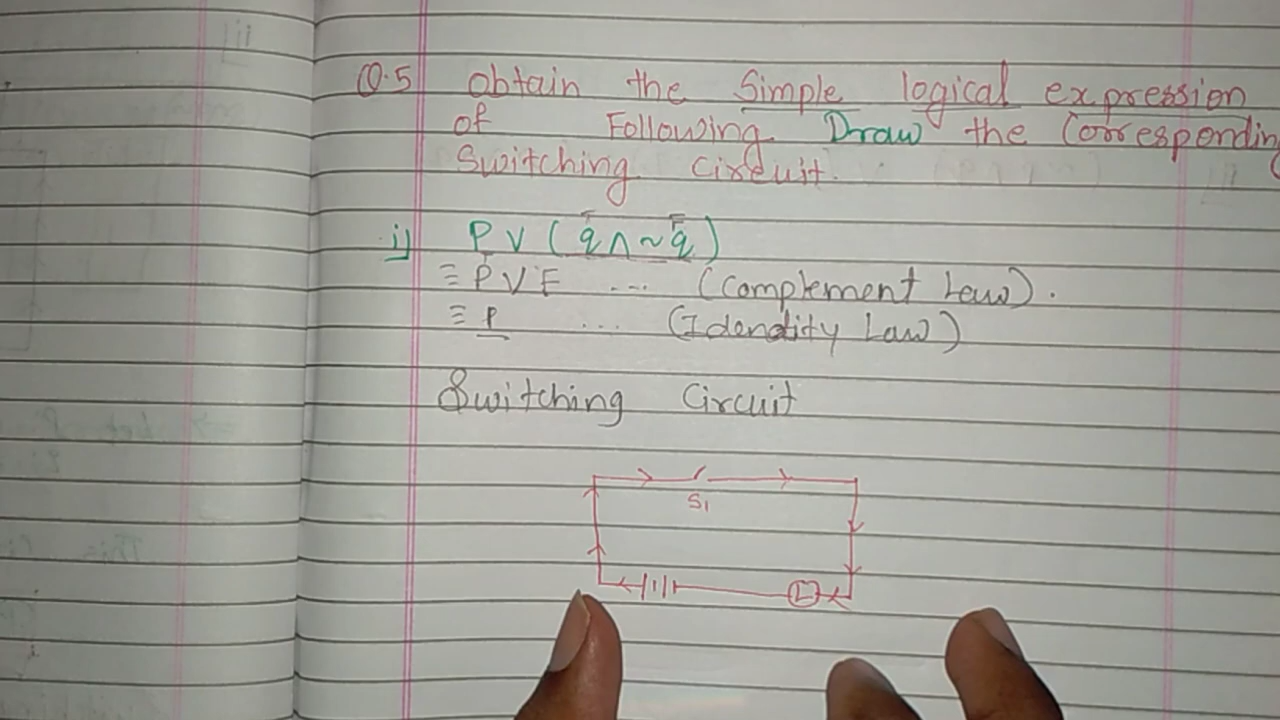 Q.5 obtain the Simple logical expression
of Following. Draw the Corresponding
Switching Circuit.
i) P V ( q ∧ ~ q )
≡ P V F ... (Complement Law).
≡ P ... (Idendity Law)
Switching Circuit
S1
L